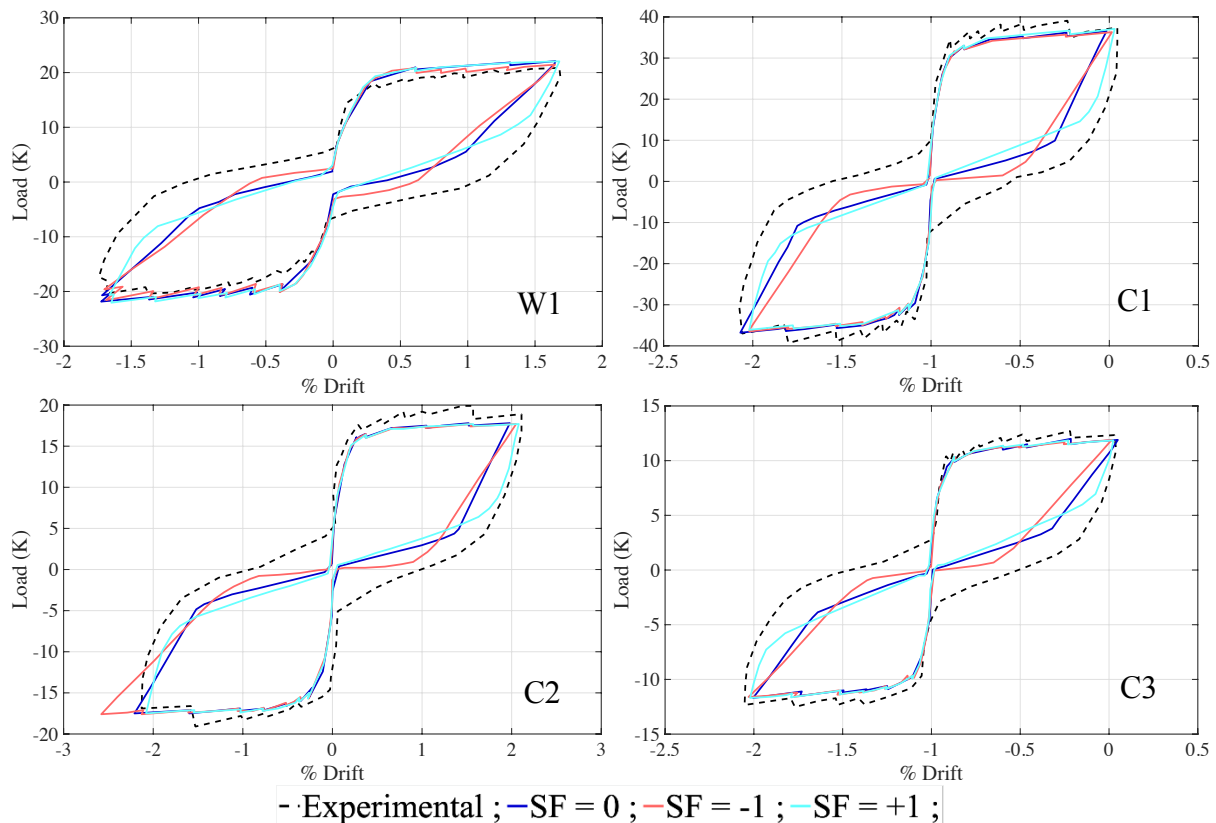 30
20
10
0
-10
-20
-30
-2 -1.5 -1 -0.5 0 0.5 1 1.5 2
% Drift
Load (K)
W1
40
30
20
10
0
-10
-20
-30
-40
-2.5 -2 -1.5 -1 -0.5 0 0.5
% Drift
Load (K)
C1
20
15
10
5
0
-5
-10
-15
-20
-3 -2 -1 0 1 2 3
% Drift
Load (K)
C2
15
10
5
0
-5
-10
-15
-2.5 -2 -1.5 -1 -0.5 0 0.5
% Drift
Load (K)
C3
Experimental ; SF = 0 ; SF = -1 ; SF = +1 ;